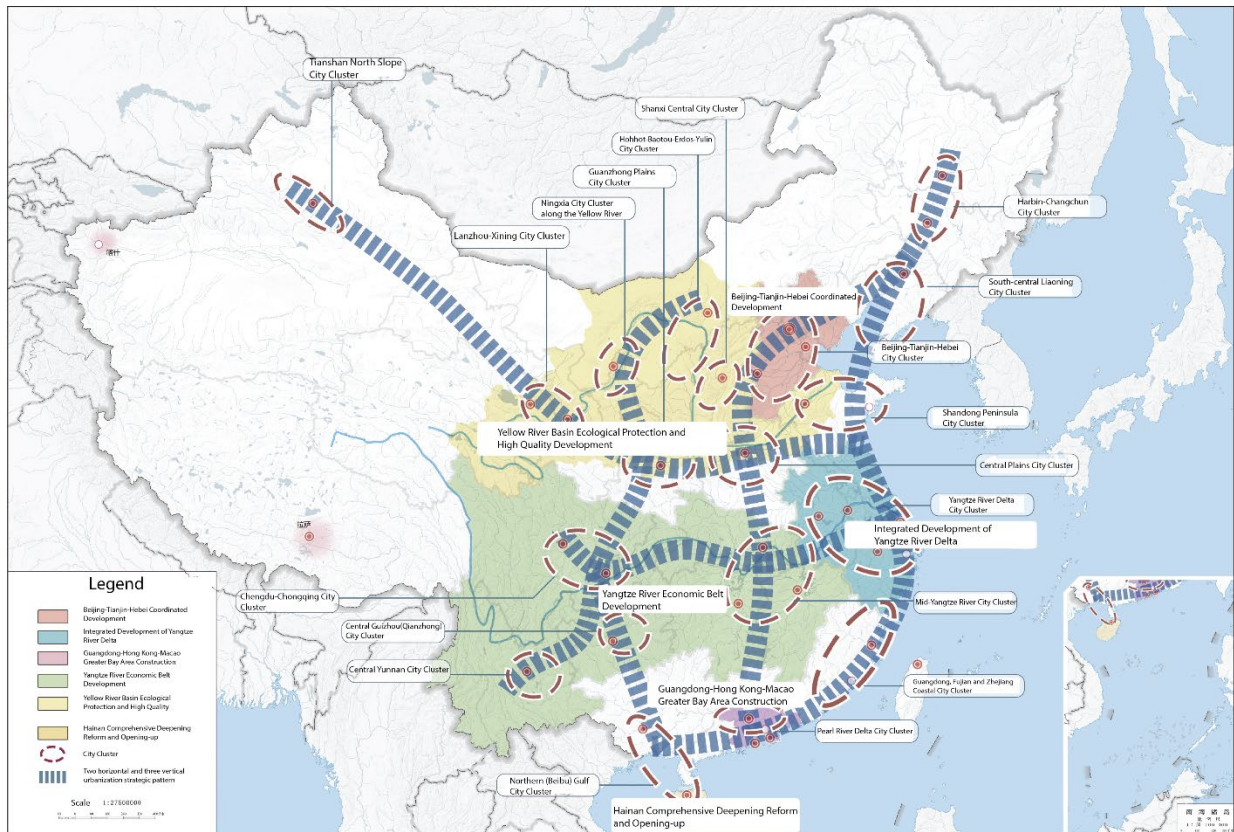 Tianshan North Slope
City Cluster
Shanxi Central City Cluster
Hohhot-Baotou-Erdos-Yulin
City Cluster
Guanzhong Plains
City Cluster
Ningxia City Cluster
along the Yellow River
Lanzhou-Xining City Cluster
Harbin-Changchun
City Cluster
South-central Liaoning
City Cluster
Beijing-Tianjin-Hebei Coordinated
Development
Beijing-Tianjin-Hebei
City Cluster
Shandong Peninsula
City Cluster
Yellow River Basin Ecological Protection and
High Quality Development
Central Plains City Cluster
Yangtze River Delta
City Cluster
Integrated Development of
Yangtze River Delta
喀什
拉萨
Chengdu-Chongqing City
Cluster
Yangtze River Economic Belt
Development
Mid-Yangtze River City Cluster
Central Guizhou(Qianzhong)
City Cluster
Central Yunnan City Cluster
Guangdong-Hong Kong-Macao
Greater Bay Area Construction
Guangdong, Fujian and Zhejiang
Coastal City Cluster
Pearl River Delta City Cluster
Northern (Beibu) Gulf
City Cluster
Hainan Comprehensive Deepening Reform
and Opening-up
Legend
Beijing-Tianjin-Hebei Coordinated
Development
Integrated Development of Yangtze
River Delta
Guangdong-Hong Kong-Macao
Greater Bay Area Construction
Yangtze River Economic Belt
Development
Yellow River Basin Ecological
Protection and High Quality
Hainan Comprehensive Deepening
Reform and Opening-up
City Cluster
Two horizontal and three vertical
urbanization strategic pattern
Scale 1:27500000
南海诸岛